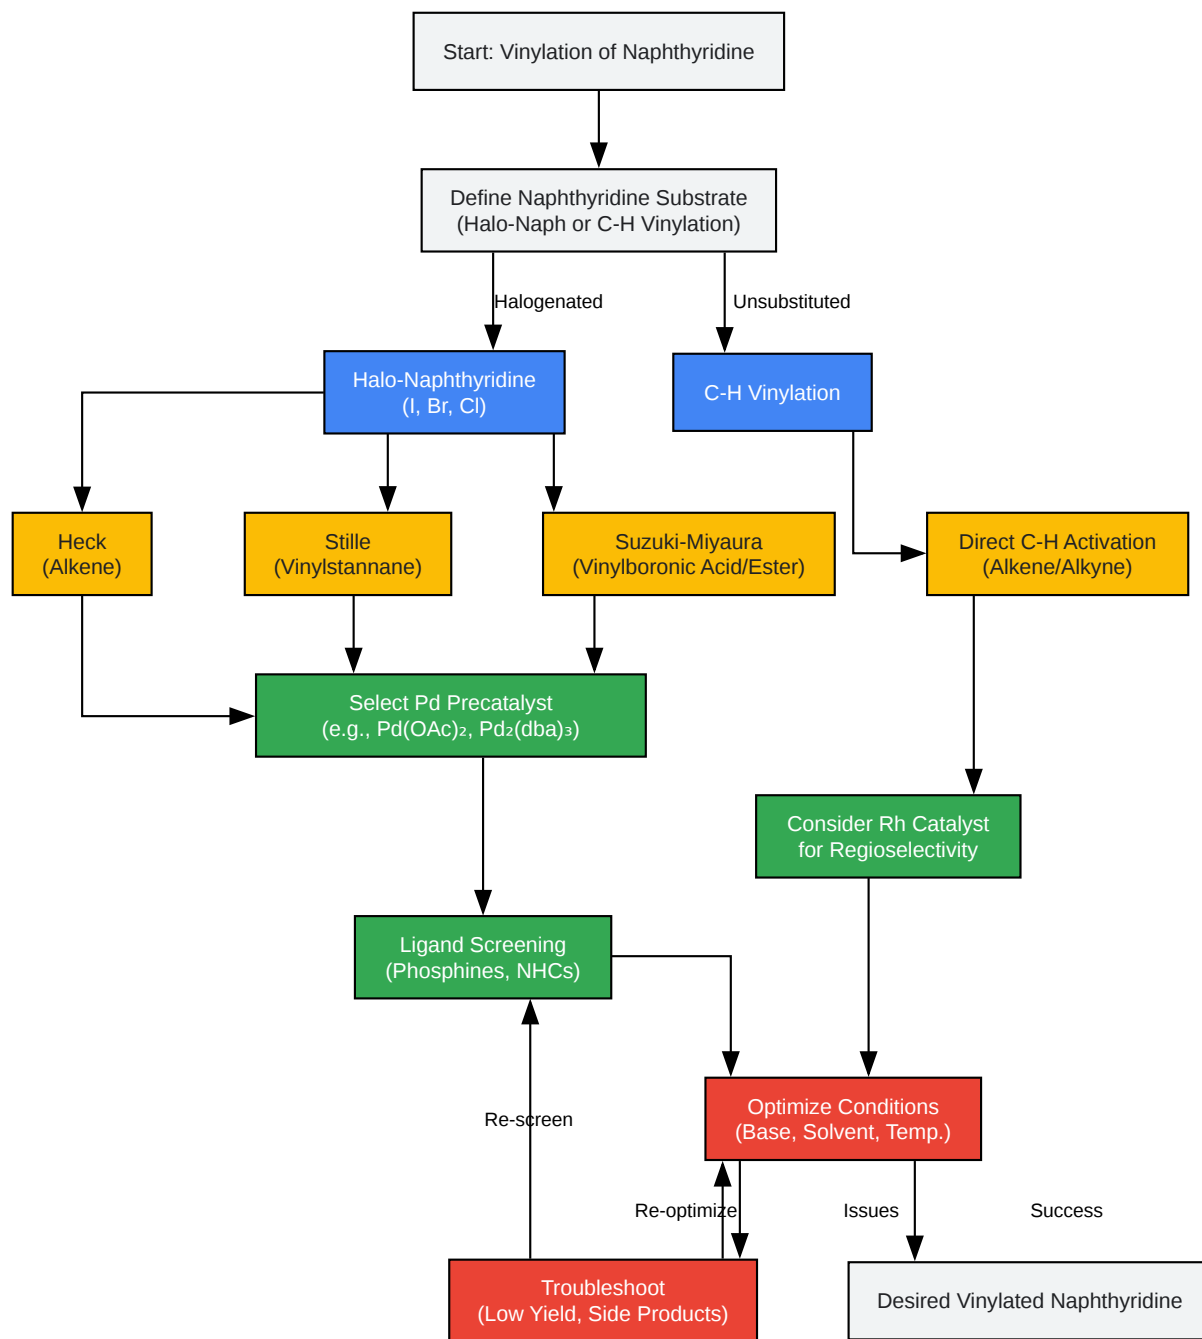 Start: Vinylation of Naphthyridine
Define Naphthyridine Substrate
(Halo-Naph or C-H Vinylation)
Halogenated
Unsubstituted
Halo-Naphthyridine
(I, Br, Cl)
C-H Vinylation
Heck
(Alkene)
Stille
(Vinylstannane)
Suzuki-Miyaura
(Vinylboronic Acid/Ester)
Direct C-H Activation
(Alkene/Alkyne)
Select Pd Precatalyst
(e.g., Pd(OAc)₂, Pd₂(dba)₃)
Consider Rh Catalyst
for Regioselectivity
Ligand Screening
(Phosphines, NHCs)
Optimize Conditions
(Base, Solvent, Temp.)
Re-screen
Re-optimize
Issues
Success
Troubleshoot
(Low Yield, Side Products)
Desired Vinylated Naphthyridine